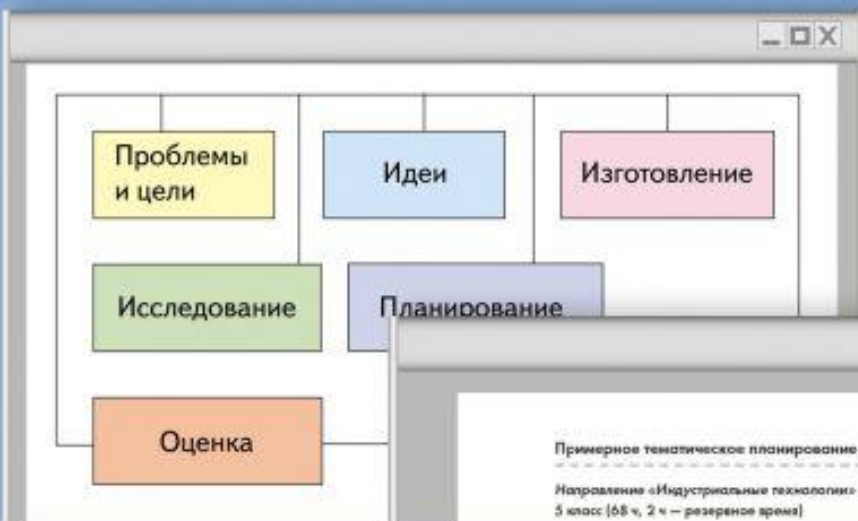 Проблемы
и цели
Идеи
Изготовление
Исследование
Планирование
Оценка
Примерное тематическое планирование
Направление «Индустриальные технологии»
5 класс (68 ч, 2 ч — резервное время)